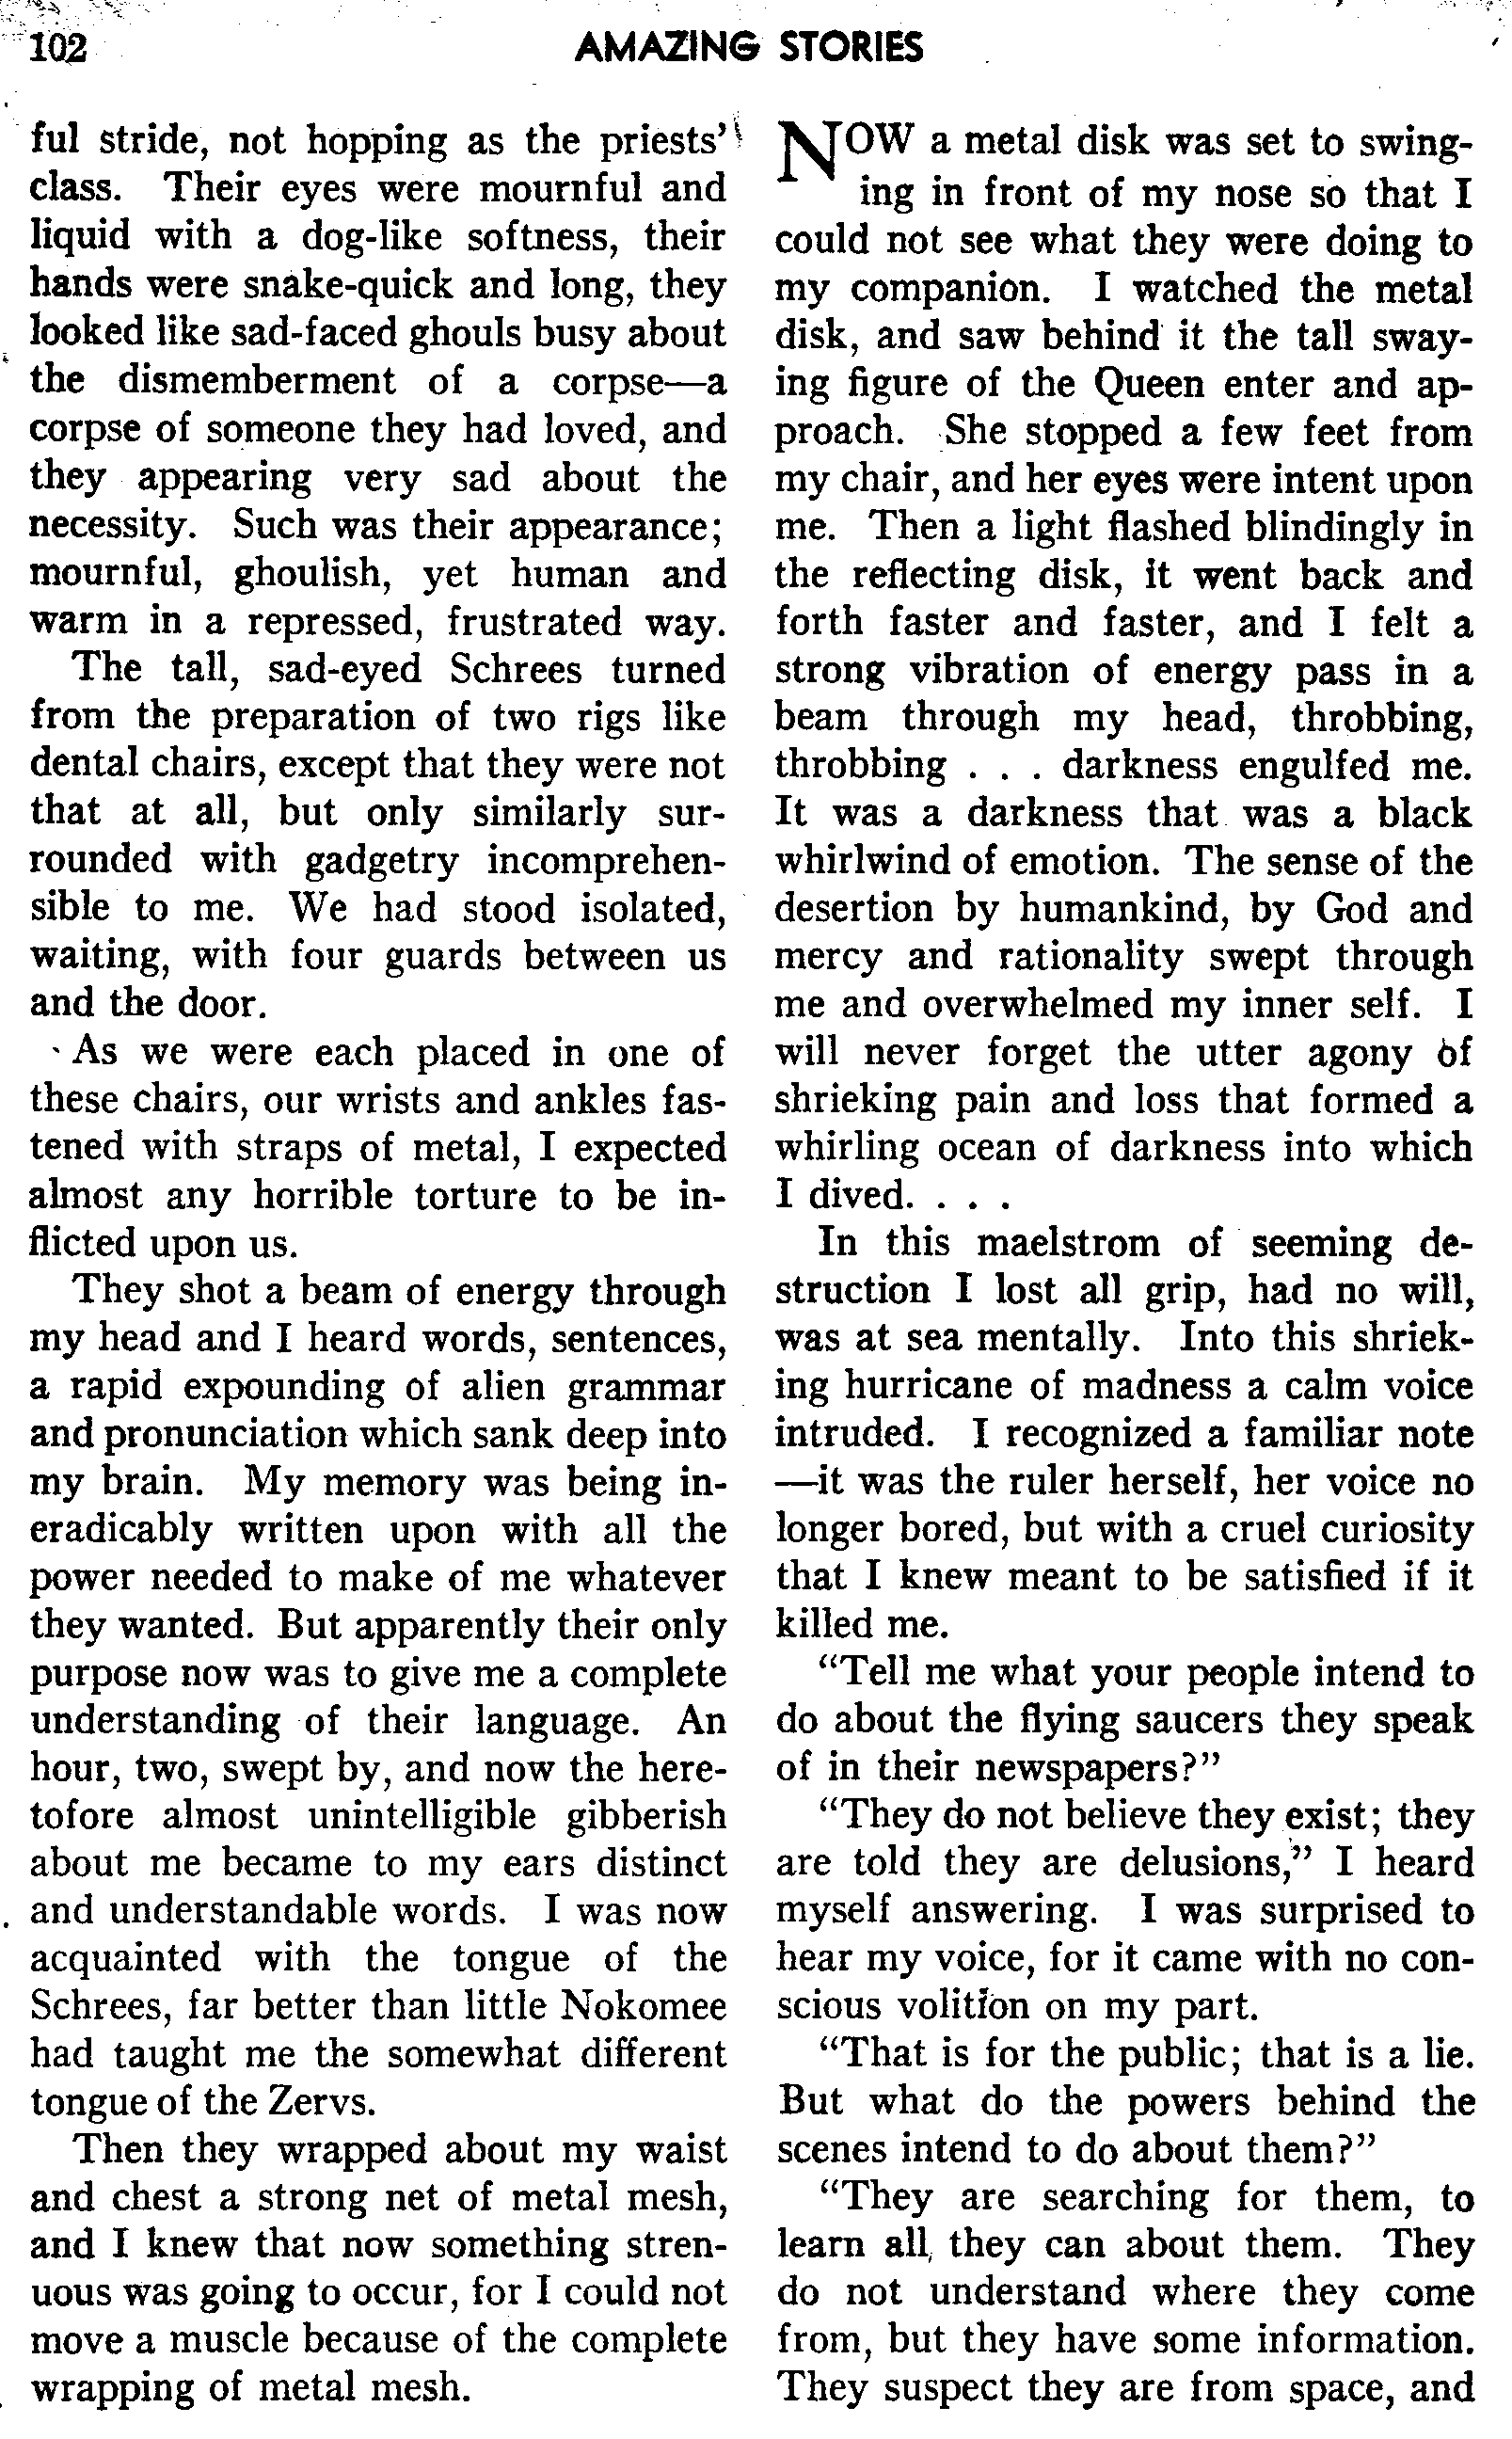 102
AMAZING STORIES
ful stride, not hopping as the priests'
class. Their eyes were mournful and
liquid with a dog-like softness, their
hands were snake-quick and long, they
looked like sad-faced ghouls busy about
the dismemberment of a corpse—a
corpse of someone they had loved, and
they appearing very sad about the
necessity. Such was their appearance;
mournful, ghoulish, yet human and
warm in a repressed, frustrated way.
The tall, sad-eyed Schrees turned
from the preparation of two rigs like
dental chairs, except that they were not
that at all, but only similarly sur-
rounded with gadgetry incomprehen-
sible to me. We had stood isolated,
waiting, with four guards between us
and the door.
As we were each placed in one of
these chairs, our wrists and ankles fas-
tened with straps of metal, I expected
almost any horrible torture to be in-
flicted upon us.
They shot a beam of energy through
my head and I heard words, sentences,
a rapid expounding of alien grammar
and pronunciation which sank deep into
my brain. My memory was being in-
eradicably written upon with all the
power needed to make of me whatever
they wanted. But apparently their only
purpose now was to give me a complete
understanding of their language. An
hour, two, swept by, and now the here-
tofore almost unintelligible gibberish
about me became to my ears distinct
and understandable words. I was now
acquainted with the tongue of the
Schrees, far better than little Nokomee
had taught me the somewhat different
tongue of the Zervs.
Then they wrapped about my waist
and chest a strong net of metal mesh,
and I knew that now something stren-
uous was going to occur, for I could not
move a muscle because of the complete
wrapping of metal mesh.
NOW a metal disk was set to swing-
ing in front of my nose so that I
could not see what they were doing to
my companion. I watched the metal
disk, and saw behind it the tall sway-
ing figure of the Queen enter and ap-
proach. She stopped a few feet from
my chair, and her eyes were intent upon
me. Then a light flashed blindingly in
the reflecting disk, it went back and
forth faster and faster, and I felt a
strong vibration of energy pass in a
beam through my head, throbbing,
throbbing . . . darkness engulfed me.
It was a darkness that was a black
whirlwind of emotion. The sense of the
desertion by humankind, by God and
mercy and rationality swept through
me and overwhelmed my inner self. I
will never forget the utter agony of
shrieking pain and loss that formed a
whirling ocean of darkness into which
I dived. . . .
In this maelstrom of seeming de-
struction I lost all grip, had no will,
was at sea mentally. Into this shriek-
ing hurricane of madness a calm voice
intruded. I recognized a familiar note
—it was the ruler herself, her voice no
longer bored, but with a cruel curiosity
that I knew meant to be satisfied if it
killed me.
"Tell me what your people intend to
do about the flying saucers they speak
of in their newspapers?"
"They do not believe they exist; they
are told they are delusions," I heard
myself answering. I was surprised to
hear my voice, for it came with no con-
scious volition on my part.
"That is for the public; that is a lie.
But what do the powers behind the
scenes intend to do about them?"
"They are searching for them, to
learn all they can about them. They
do not understand where they come
from, but they have some information.
They suspect they are from space, and